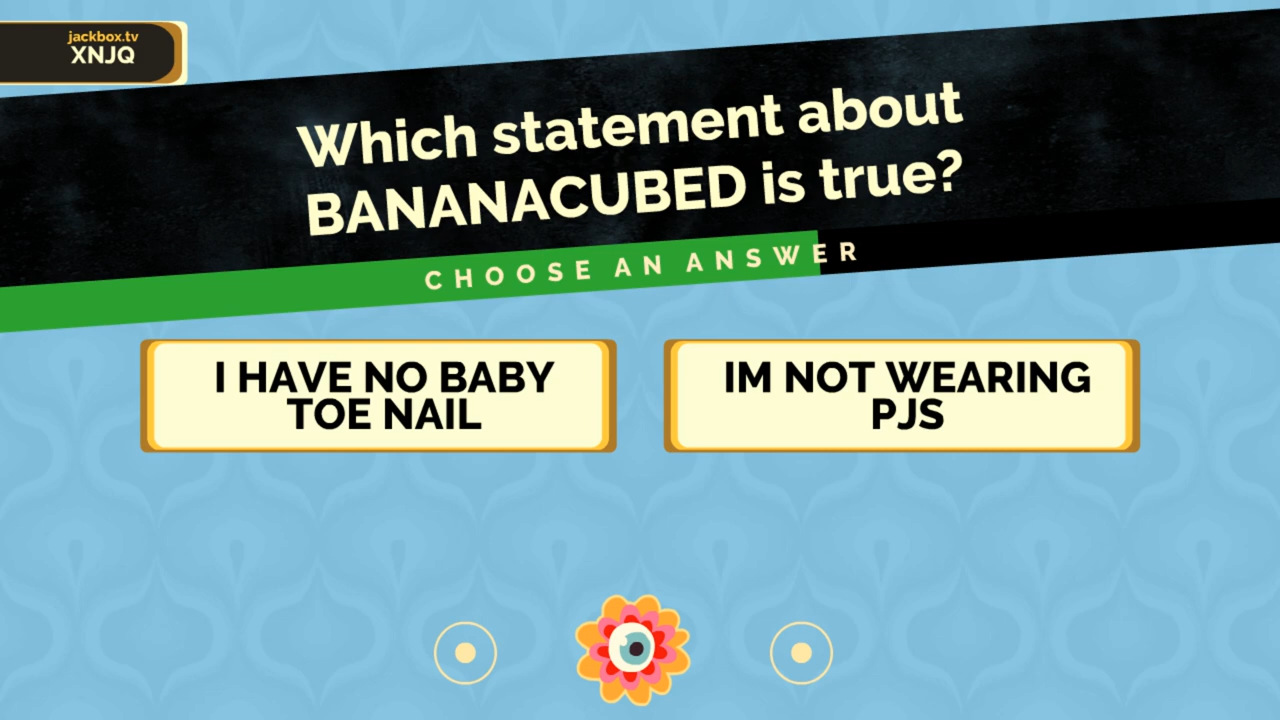 jackbox.tv
XNJQ
Which statement about
BANANACUBED is true?
CHOOSE AN ANSWER
I HAVE NO BABY
TOE NAIL
IM NOT WEARING
PJS